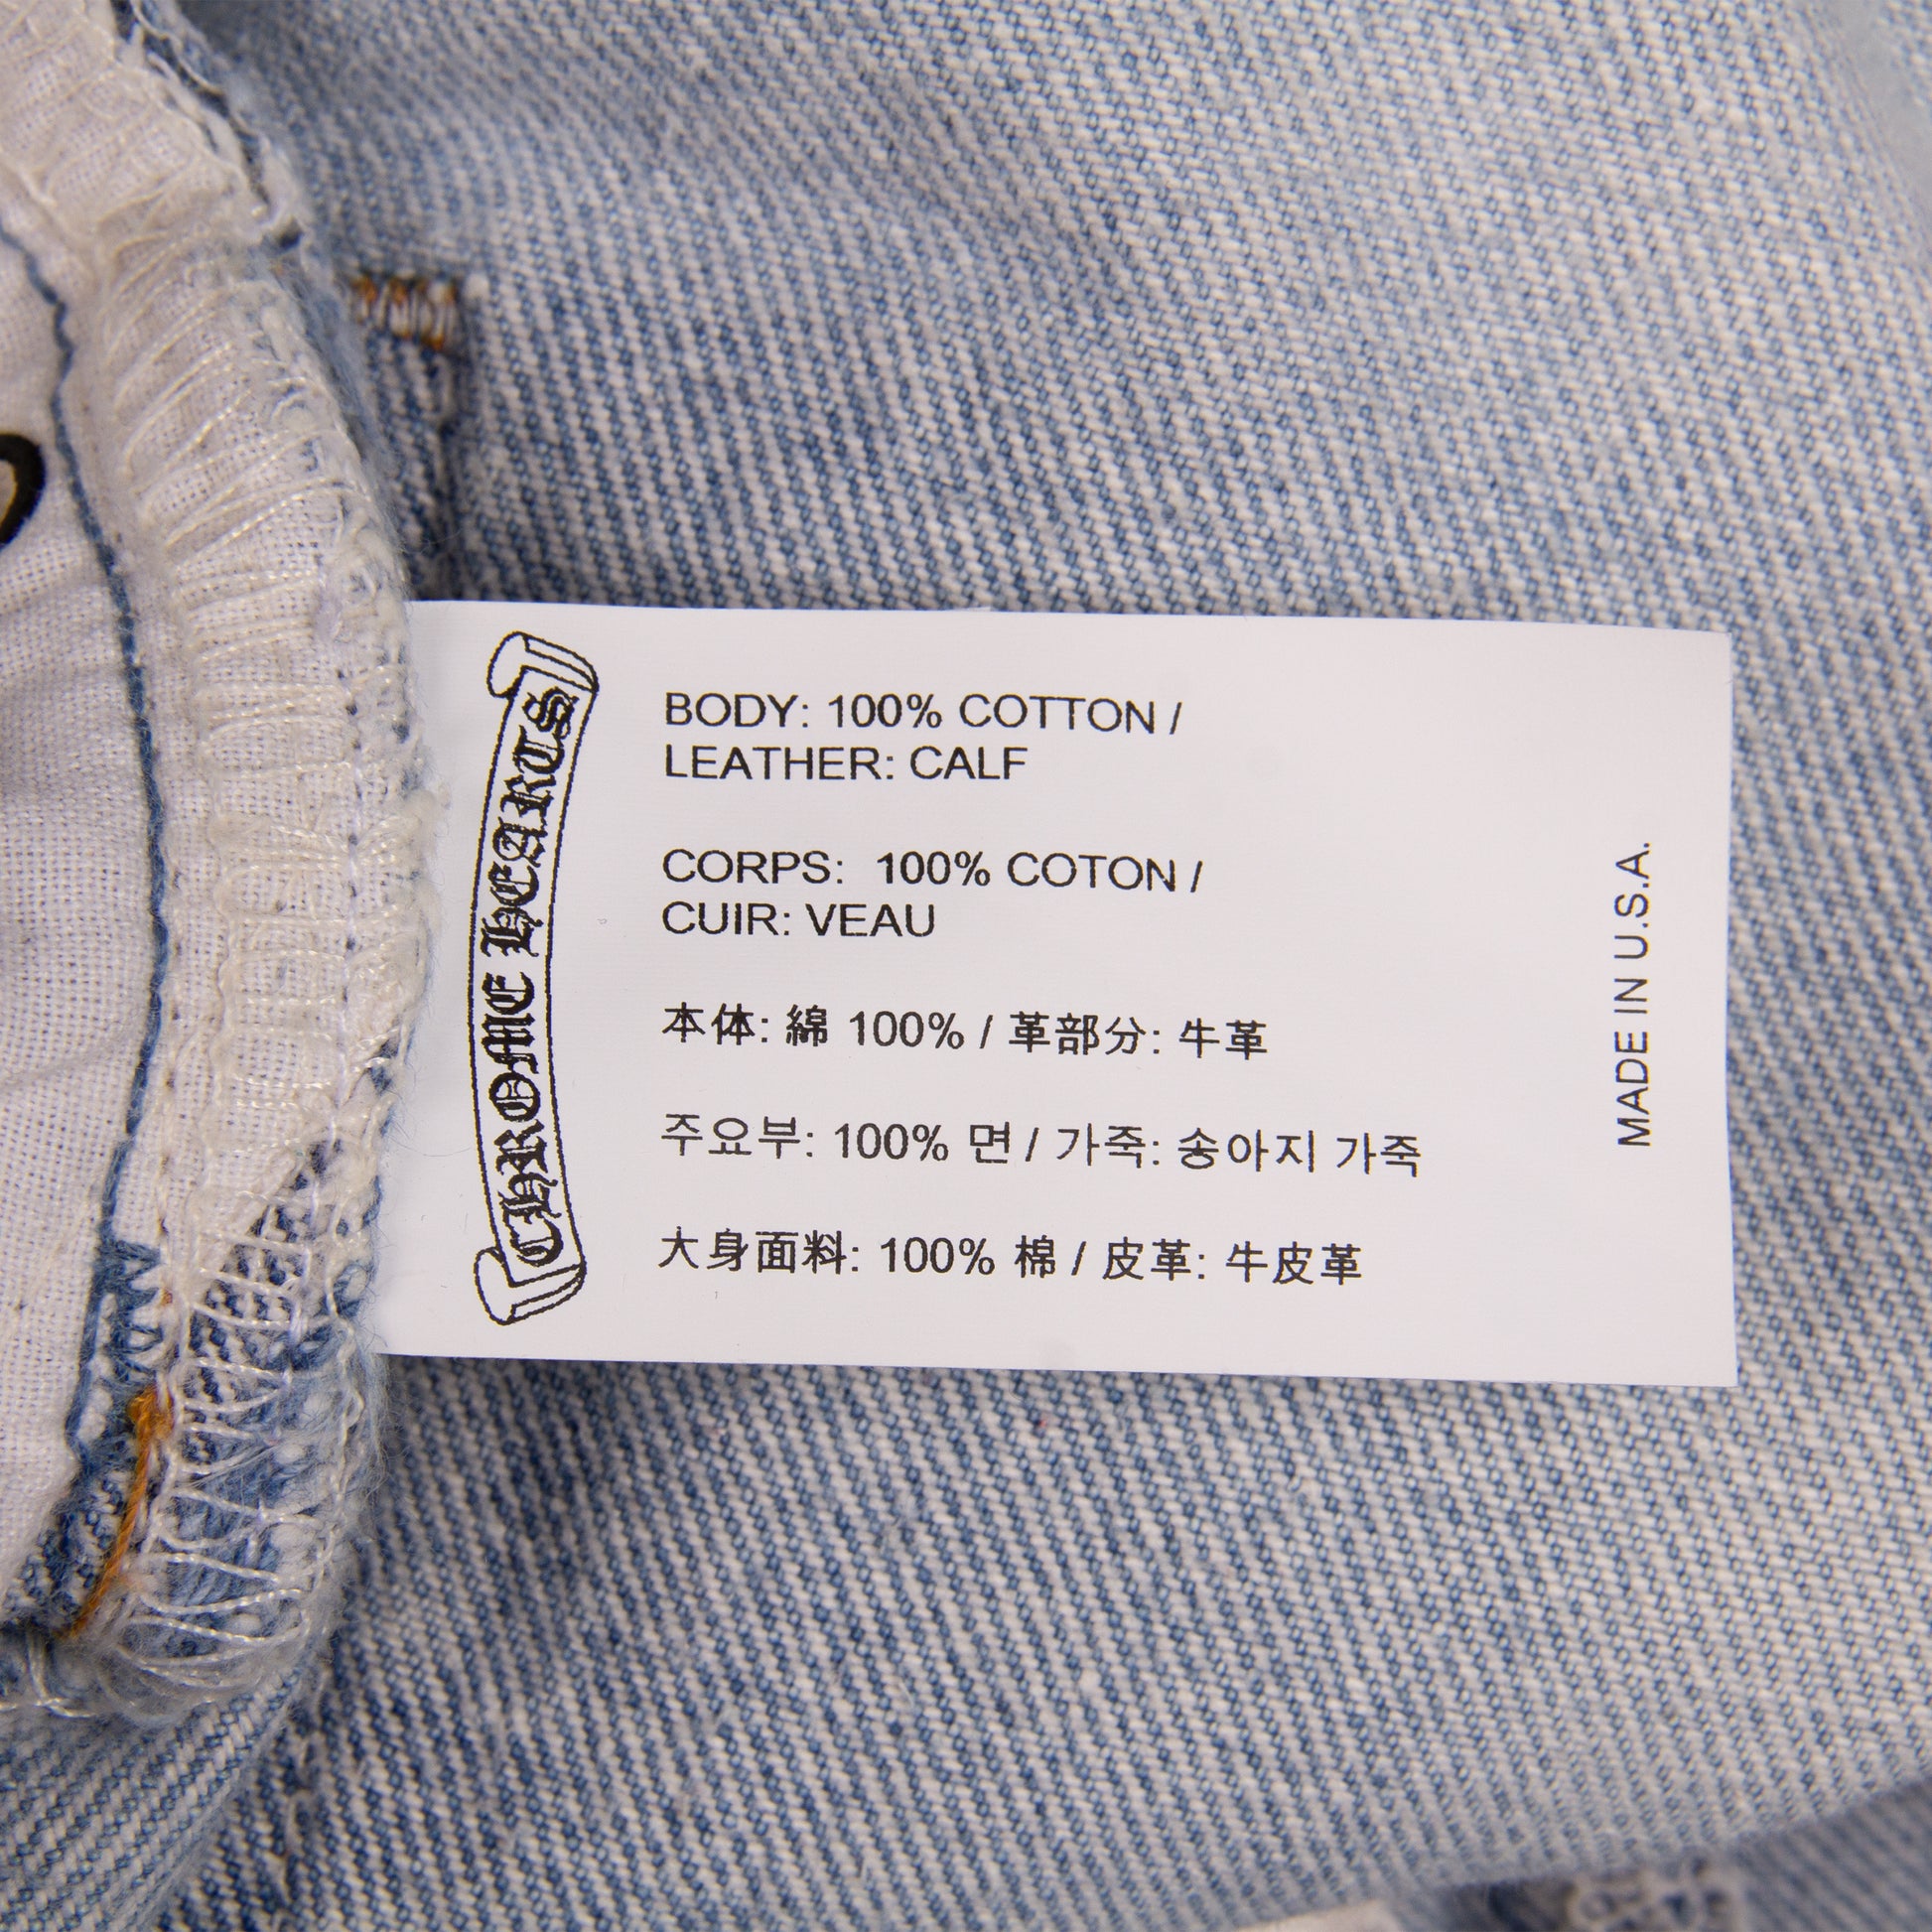 CHROME HEARTS
BODY: 100% COTTON /
LEATHER: CALF
CORPS: 100% COTON /
CUIR: VEAU
本体: 綿 100% / 革部分: 牛革
주요부: 100% 면 / 가죽: 송아지 가죽
大身面料: 100% 棉 / 皮革: 牛皮革
MADE IN U.S.A.